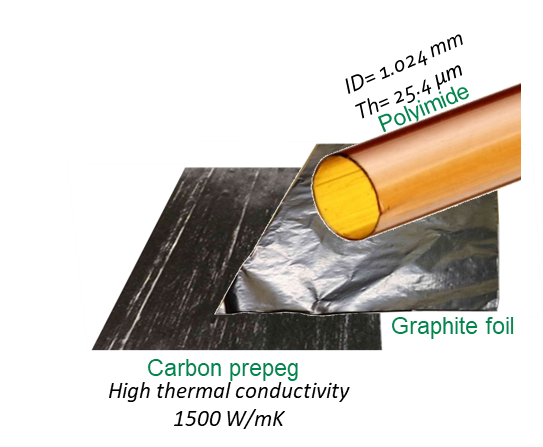 ID= 1.024 mm
Th= 25.4 μm
Polyimide
Graphite foil
Carbon prepeg
High thermal conductivity
1500 W/mK